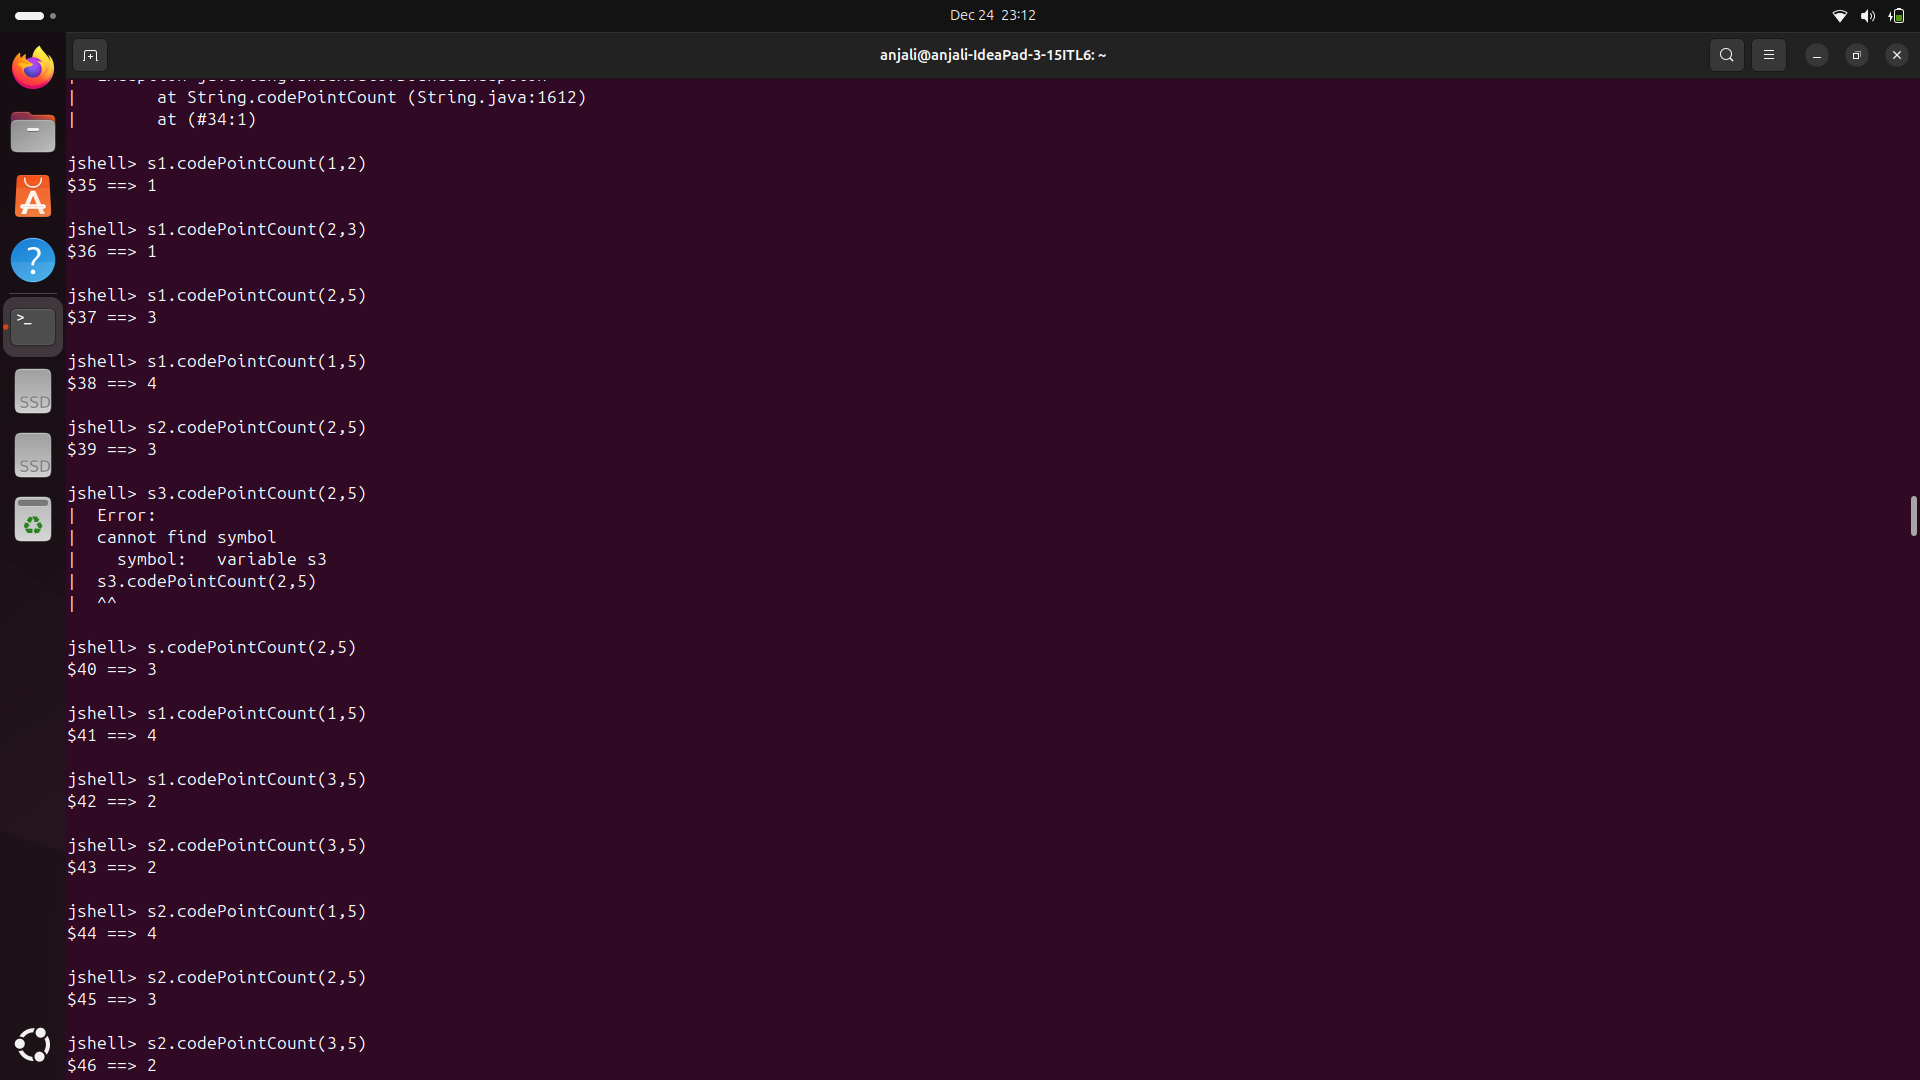 Dec 24 23:12
anjali@anjali-IdeaPad-3-15ITL6: ~
|        at String.codePointCount (String.java:1612)
|        at (#34:1)
jshell> s1.codePointCount(1,2)
$35 ==> 1
jshell> s1.codePointCount(2,3)
$36 ==> 1
jshell> s1.codePointCount(2,5)
$37 ==> 3
jshell> s1.codePointCount(1,5)
$38 ==> 4
jshell> s2.codePointCount(2,5)
$39 ==> 3
jshell> s3.codePointCount(2,5)
|  Error:
|  cannot find symbol
|    symbol:   variable s3
|  s3.codePointCount(2,5)
|  ^^
jshell> s.codePointCount(2,5)
$40 ==> 3
jshell> s1.codePointCount(1,5)
$41 ==> 4
jshell> s1.codePointCount(3,5)
$42 ==> 2
jshell> s2.codePointCount(3,5)
$43 ==> 2
jshell> s2.codePointCount(1,5)
$44 ==> 4
jshell> s2.codePointCount(2,5)
$45 ==> 3
jshell> s2.codePointCount(3,5)
$46 ==> 2
?
>_
SSD
SSD